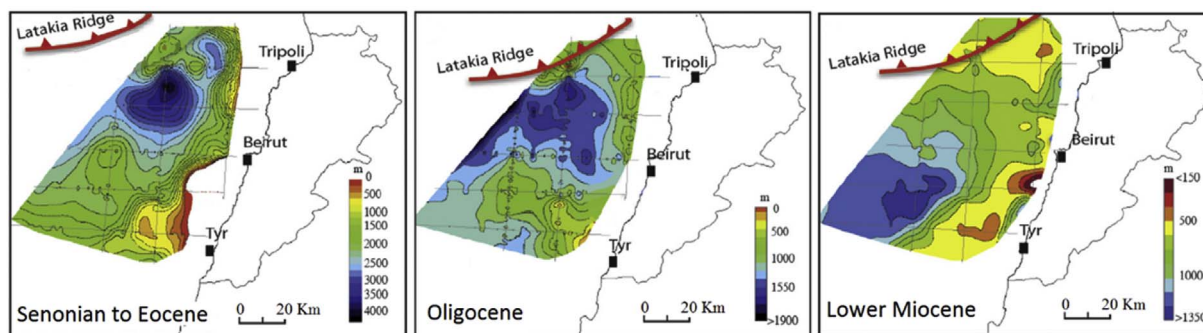 Latakia Ridge
Tripoli
Beirut
Tyr
m
0
500
1000
1500
2000
2500
3000
3500
4000
0 20 Km
Senonian to Eocene
Latakia Ridge
Tripoli
Beirut
Tyr
m
0
1000
1550
>1900
0 20 Km
Oligocene
Latakia Ridge
Tripoli
Beirut
Tyr
m
<150
500
1000
>1350
0 20 Km
Lower Miocene